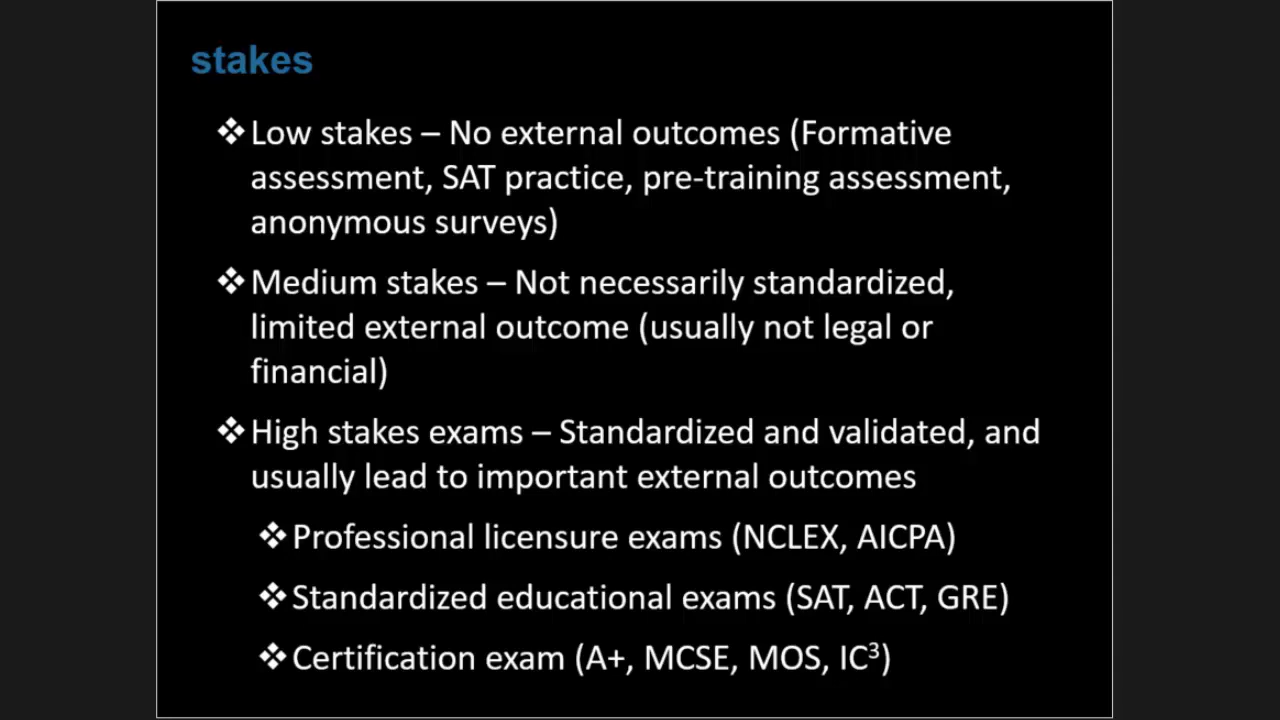 stakes
❖Low stakes – No external outcomes (Formative
assessment, SAT practice, pre-training assessment,
anonymous surveys)
❖Medium stakes – Not necessarily standardized,
limited external outcome (usually not legal or
financial)
❖High stakes exams – Standardized and validated, and
usually lead to important external outcomes
❖Professional licensure exams (NCLEX, AICPA)
❖Standardized educational exams (SAT, ACT, GRE)
❖Certification exam (A+, MCSE, MOS, IC³)